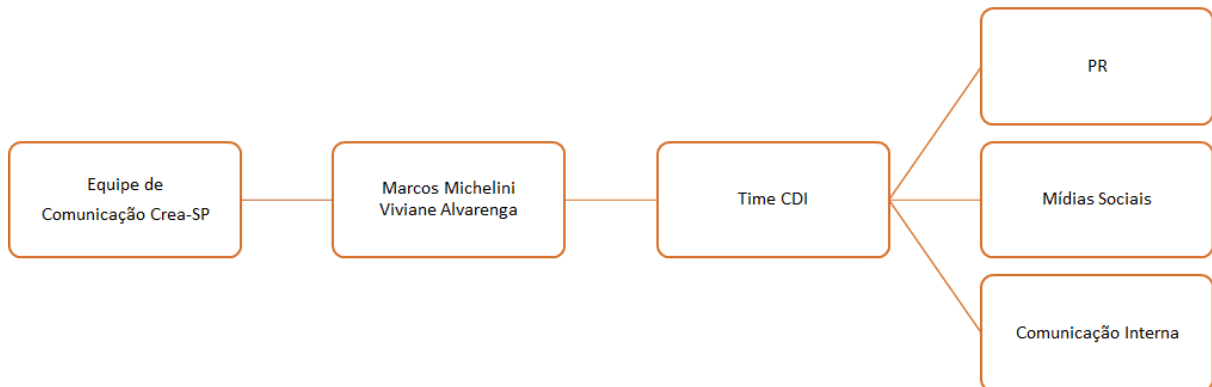 Equipe de
Comunicação Crea-SP
Marcos Michelini
Viviane Alvarenga
Time CDI
PR
Mídias Sociais
Comunicação Interna